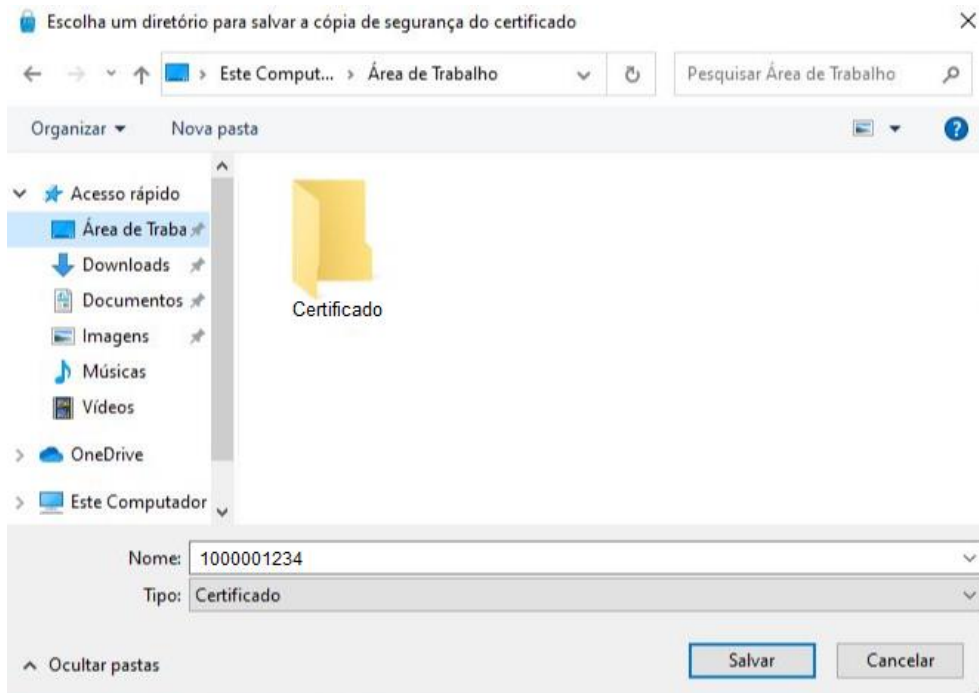 Escolha um diretório para salvar a cópia de segurança do certificado
Este Comput... Área de Trabalho Pesquisar Área de Trabalho
Organizar Nova pasta
Acesso rápido
Área de Traba
Downloads
Documentos
Imagens
Músicas
Vídeos
OneDrive
Este Computador
Certificado
Nome: 1000001234
Tipo: Certificado
Ocultar pastas Salvar Cancelar